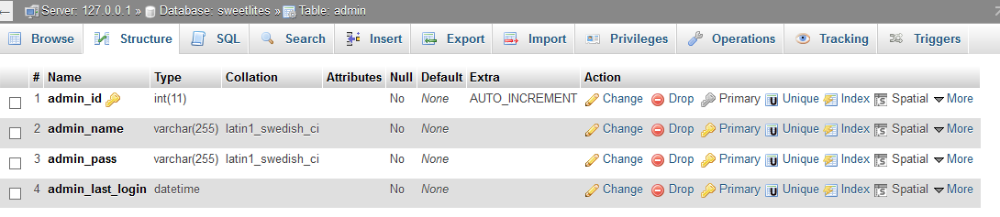 Server: 127.0.0.1 » Database: sweetlites » Table: admin
Browse Structure SQL Search Insert Export Import Privileges Operations Tracking Triggers
# Name Type Collation Attributes Null Default Extra Action
1 admin_id int(11) No None AUTO_INCREMENT Change Drop Primary Unique Index Spatial More
2 admin_name varchar(255) latin1_swedish_ci No None Change Drop Primary Unique Index Spatial More
3 admin_pass varchar(255) latin1_swedish_ci No None Change Drop Primary Unique Index Spatial More
4 admin_last_login datetime No None Change Drop Primary Unique Index Spatial More